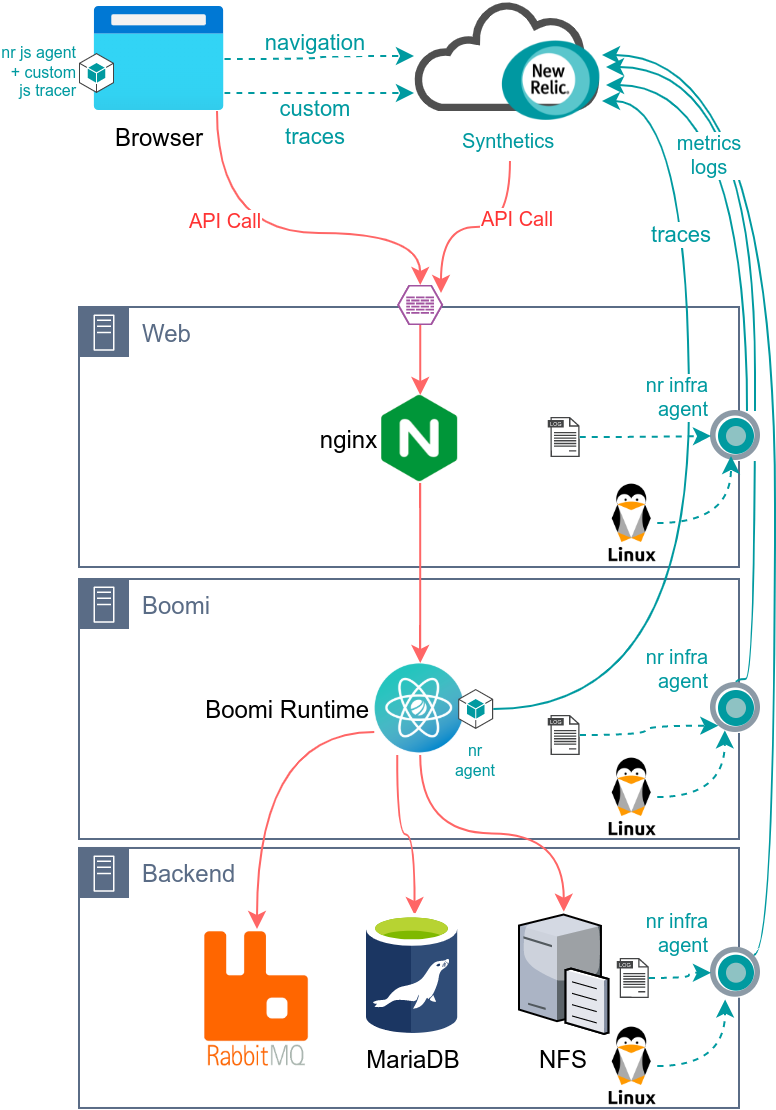 nr js agent
+ custom
js tracer
navigation
custom
traces
Browser
New
Relic.
Synthetics
metrics
logs
traces
API Call
API Call
Web
nginx
N
nr infra
agent
LOG
Linux
Boomi
Boomi Runtime
nr
agent
nr infra
agent
LOG
Linux
Backend
nr infra
agent
LOG
Linux
RabbitMQ
MariaDB
NFS